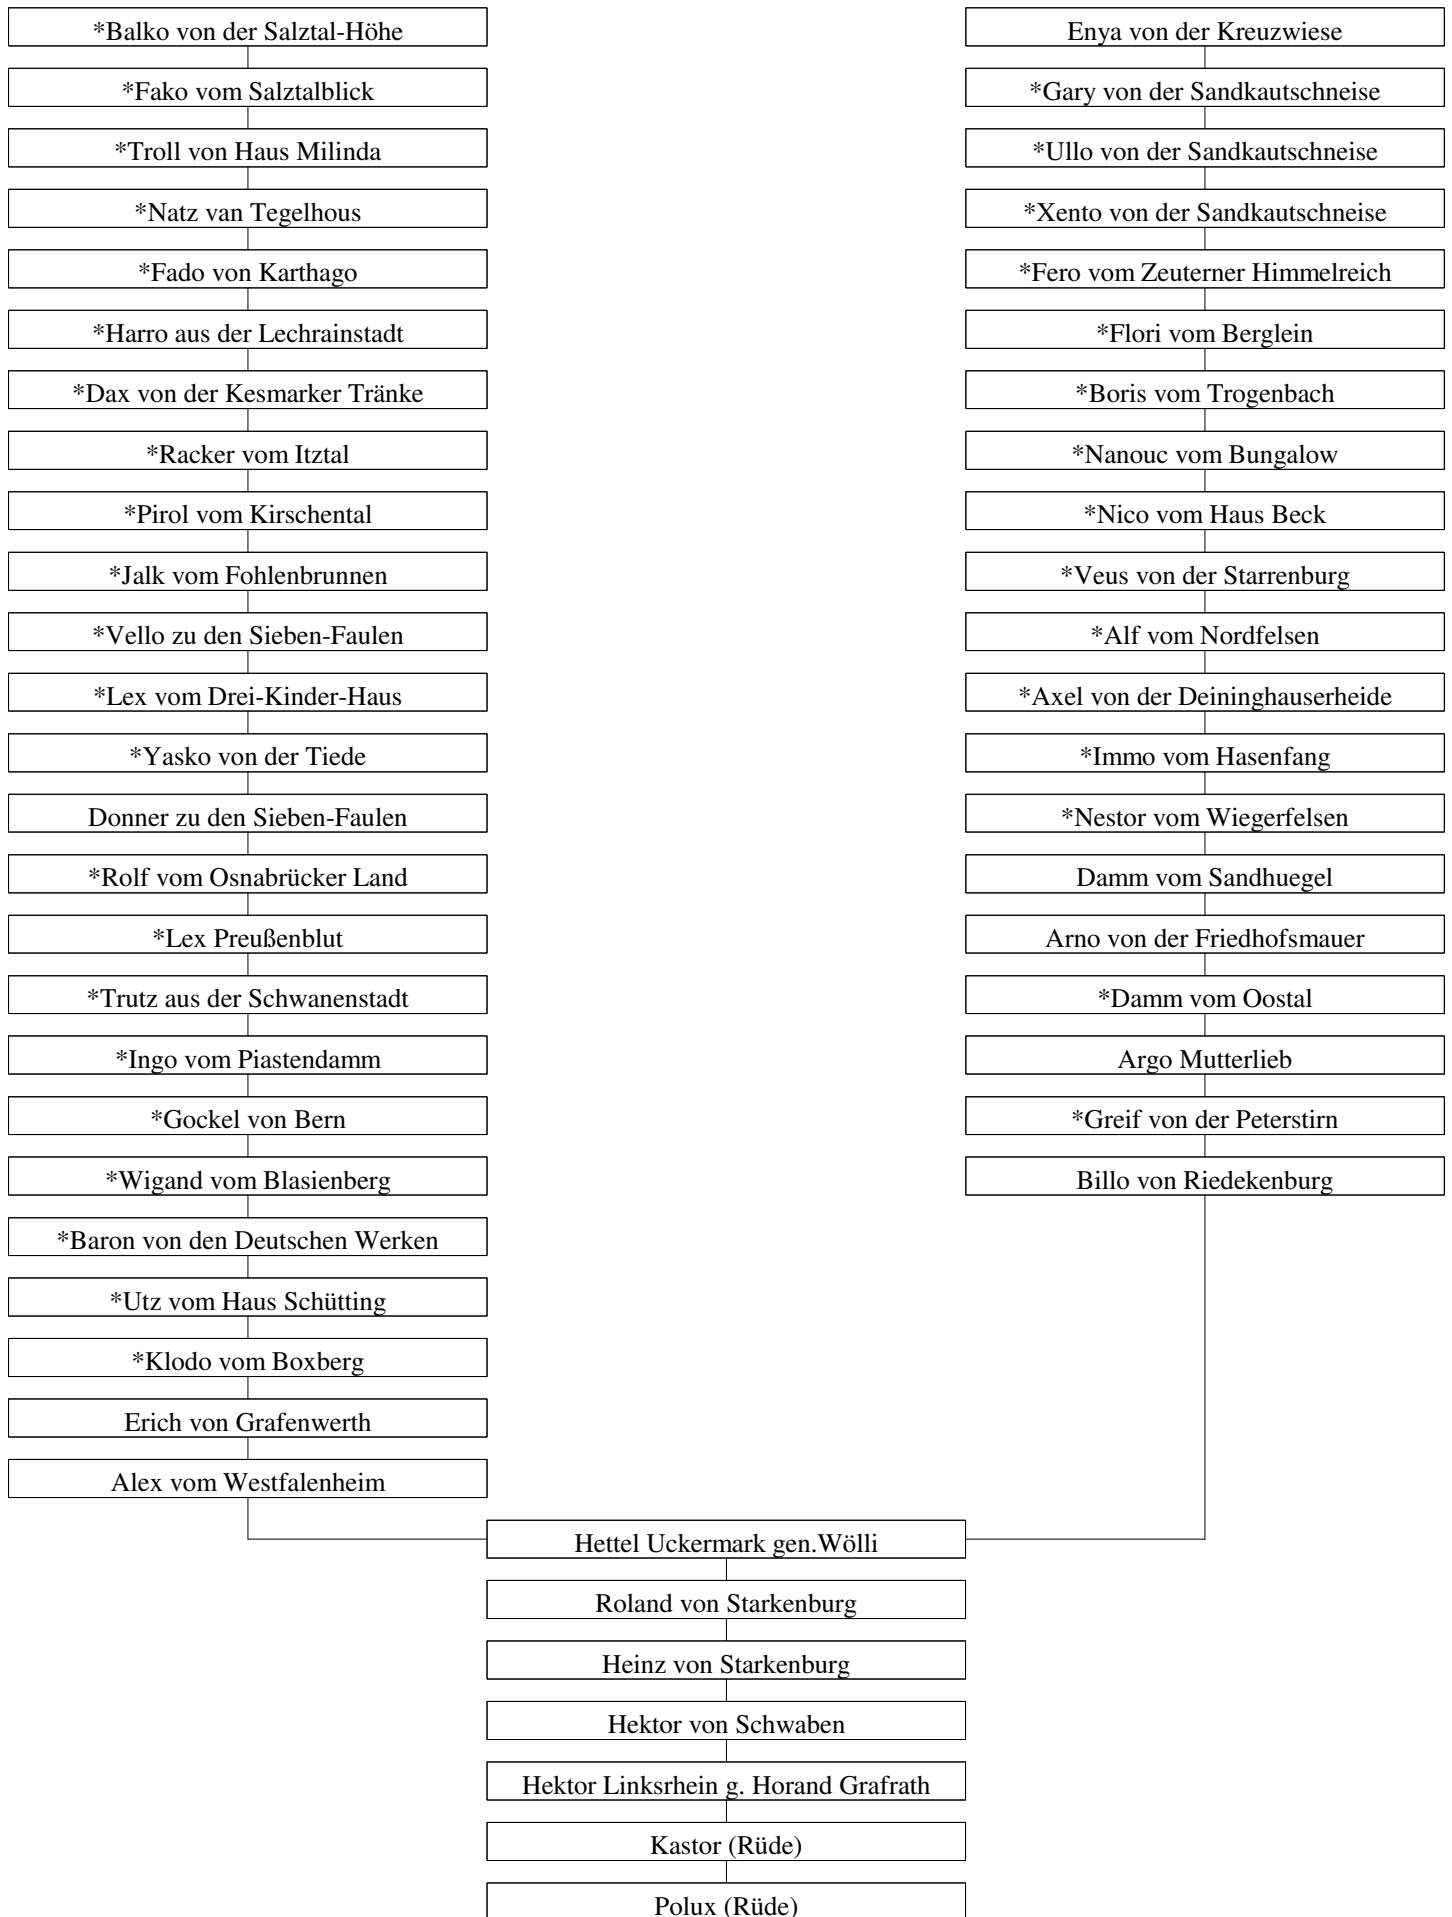 *Balko von der Salztal-Höhe
*Fako vom Salztalblick
*Troll von Haus Milinda
*Natz van Tegelhous
*Fado von Karthago
*Harro aus der Lechrainstadt
*Dax von der Kesmarker Tränke
*Racker vom Itztal
*Pirol vom Kirschental
*Jalk vom Fohlenbrunnen
*Vello zu den Sieben-Faulen
*Lex vom Drei-Kinder-Haus
*Yasko von der Tiede
Donner zu den Sieben-Faulen
*Rolf vom Osnabrücker Land
*Lex Preußenblut
*Trutz aus der Schwanenstadt
*Ingo vom Piastendamm
*Gockel von Bern
*Wigand vom Blasienberg
*Baron von den Deutschen Werken
*Utz vom Haus Schütting
*Klodo vom Boxberg
Erich von Grafenwerth
Alex vom Westfalenheim
Enya von der Kreuzwiese
*Gary von der Sandkautschneise
*Ullo von der Sandkautschneise
*Xento von der Sandkautschneise
*Fero vom Zeuterner Himmelreich
*Flori vom Berglein
*Boris vom Trogenbach
*Nanouc vom Bungalow
*Nico vom Haus Beck
*Veus von der Starrenburg
*Alf vom Nordfelsen
*Axel von der Deininghauserheide
*Immo vom Hasenfang
*Nestor vom Wiegerfelsen
Damm vom Sandhuegel
Arno von der Friedhofsmauer
*Damm vom Oostal
Argo Mutterlieb
*Greif von der Peterstirn
Billo von Riedekenburg
Hettel Uckermark gen.Wölli
Roland von Starkenburg
Heinz von Starkenburg
Hektor von Schwaben
Hektor Linksrhein g. Horand Grafrath
Kastor (Rüde)
Polux (Rüde)